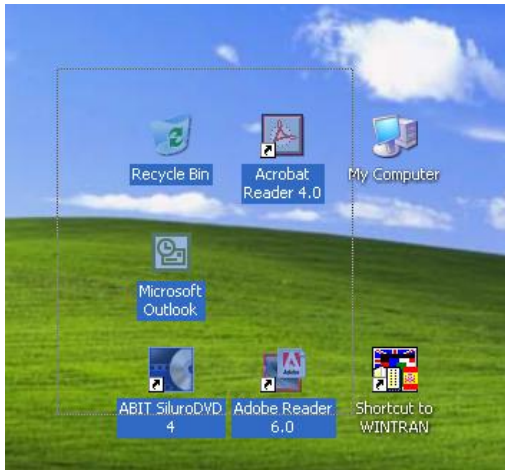 Recycle Bin
Acrobat
Reader 4.0
My Computer
Microsoft
Outlook
ABIT SiluroDVD
4
Adobe Reader
6.0
Shortcut to
WINTRAN